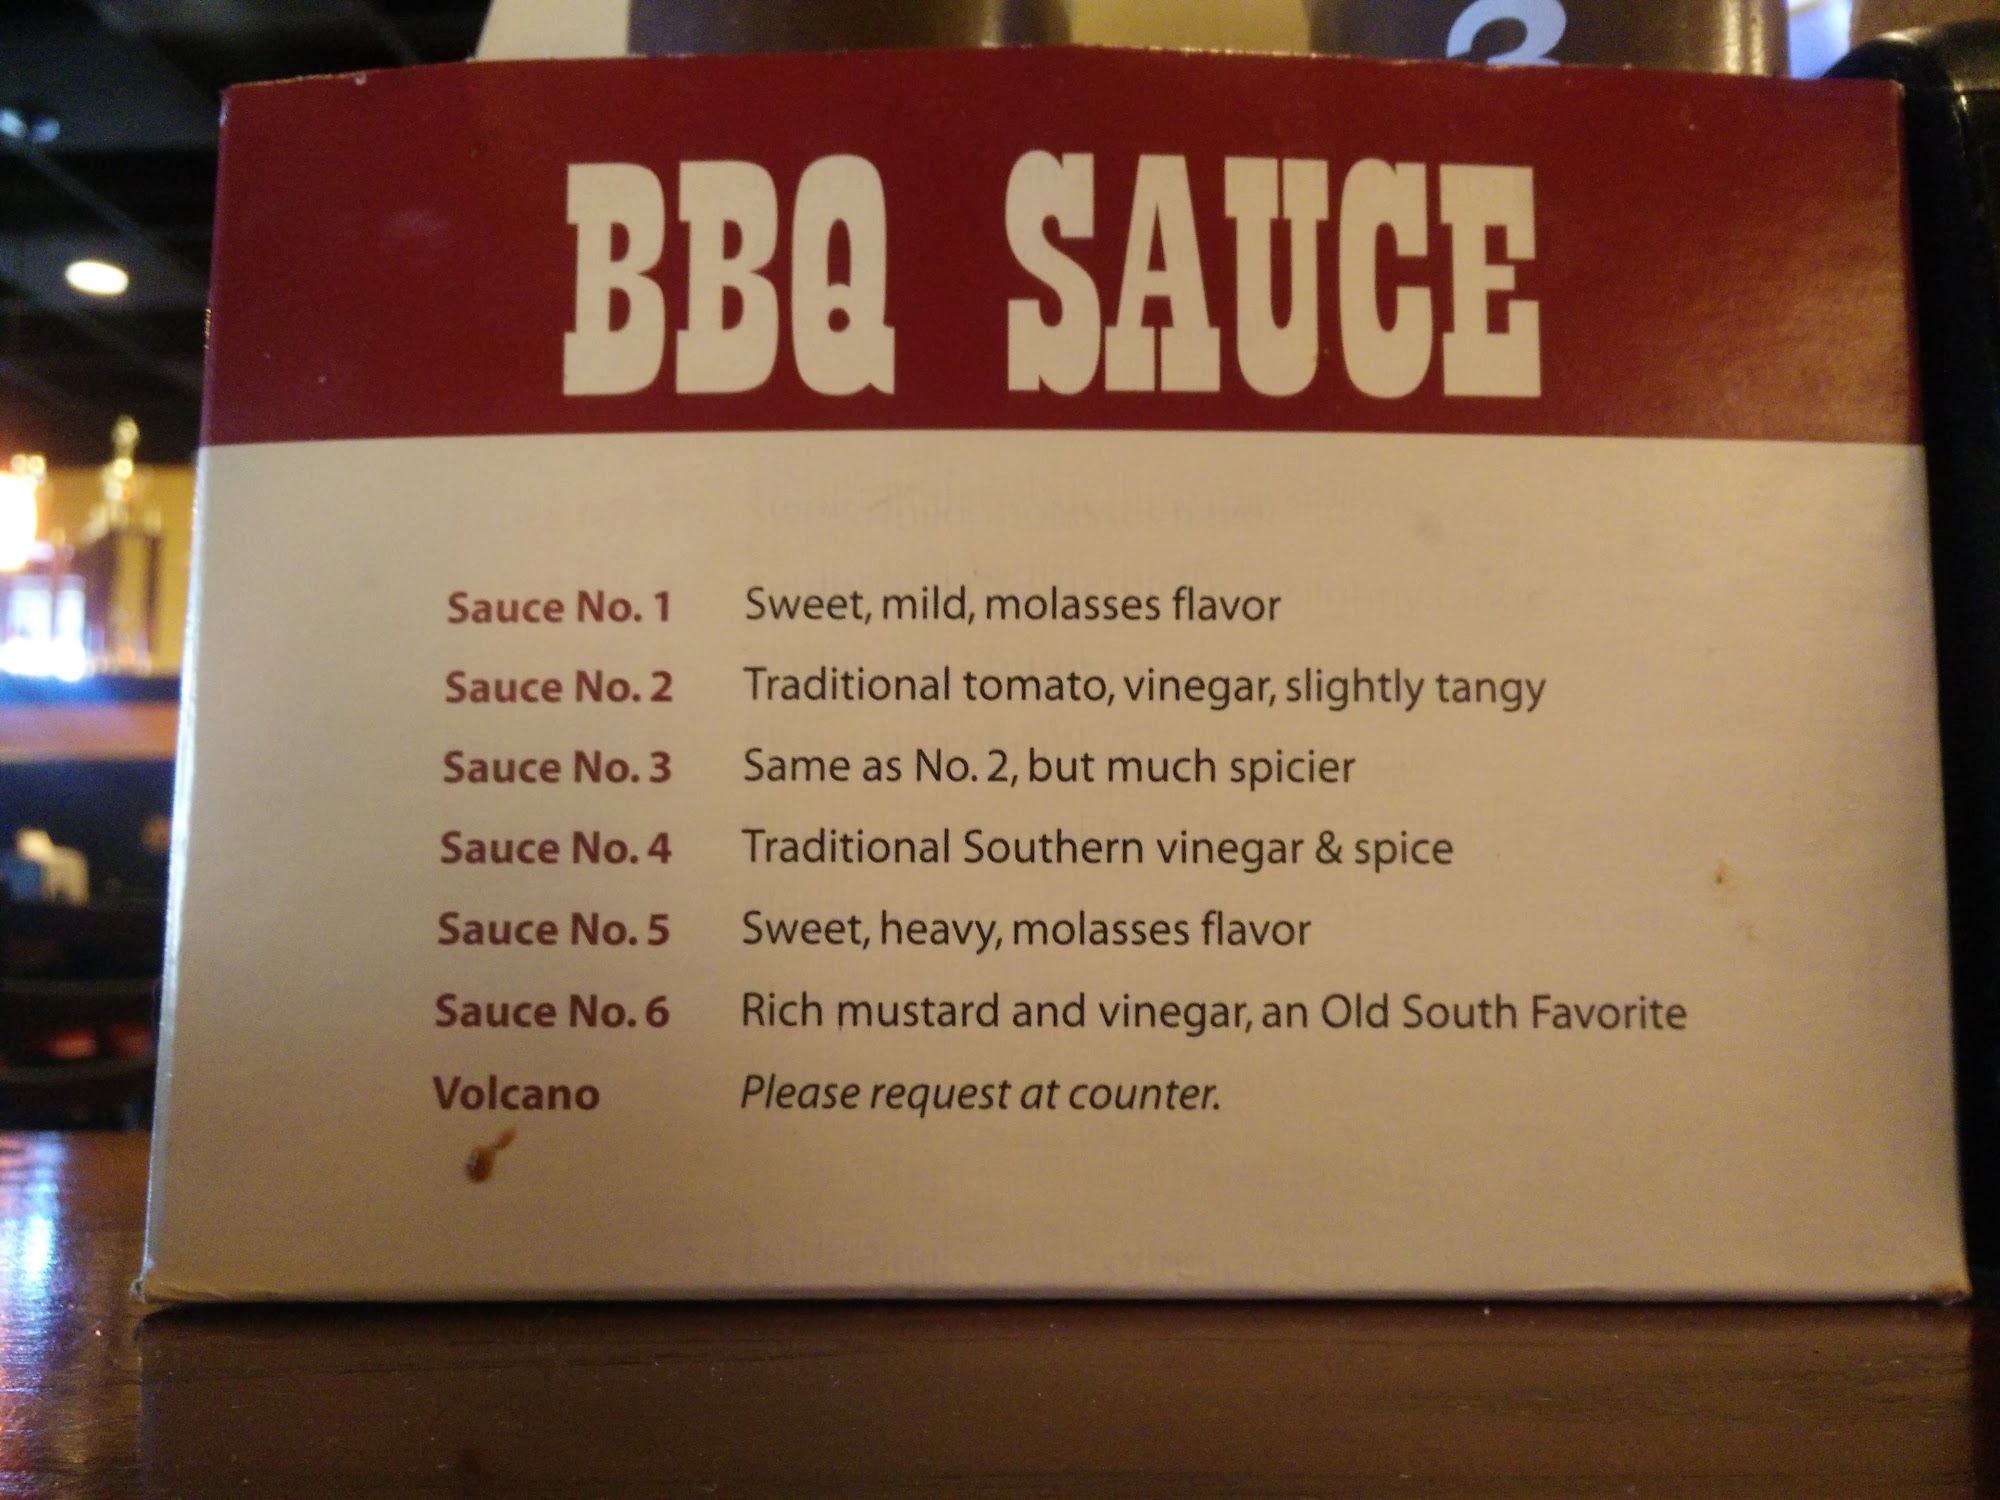 3
BBQ SAUCE
Sauce No. 1 Sweet, mild, molasses flavor
Sauce No. 2 Traditional tomato, vinegar, slightly tangy
Sauce No. 3 Same as No. 2, but much spicier
Sauce No. 4 Traditional Southern vinegar & spice
Sauce No. 5 Sweet, heavy, molasses flavor
Sauce No. 6 Rich mustard and vinegar, an Old South Favorite
Volcano Please request at counter.